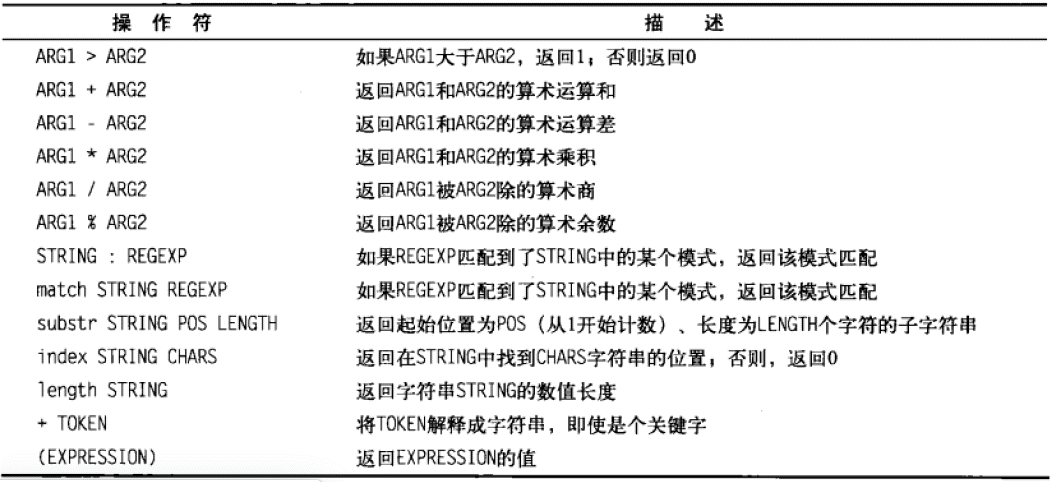 操 作 符 描 述
ARG1 > ARG2 如果ARG1大于ARG2，返回1；否则返回0
ARG1 + ARG2 返回ARG1和ARG2的算术运算和
ARG1 - ARG2 返回ARG1和ARG2的算术运算差
ARG1 * ARG2 返回ARG1和ARG2的算术乘积
ARG1 / ARG2 返回ARG1被ARG2除的算术商
ARG1 % ARG2 返回ARG1被ARG2除的算术余数
STRING : REGEXP 如果REGEXP匹配到了STRING中的某个模式，返回该模式匹配
match STRING REGEXP 如果REGEXP匹配到了STRING中的某个模式，返回该模式匹配
substr STRING POS LENGTH 返回起始位置为POS（从1开始计数）、长度为LENGTH个字符的子字符串
index STRING CHARS 返回在STRING中找到CHARS字符串的位置；否则，返回0
length STRING 返回字符串STRING的数值长度
+ TOKEN 将TOKEN解释成字符串，即使是个关键字
(EXPRESSION) 返回EXPRESSION的值